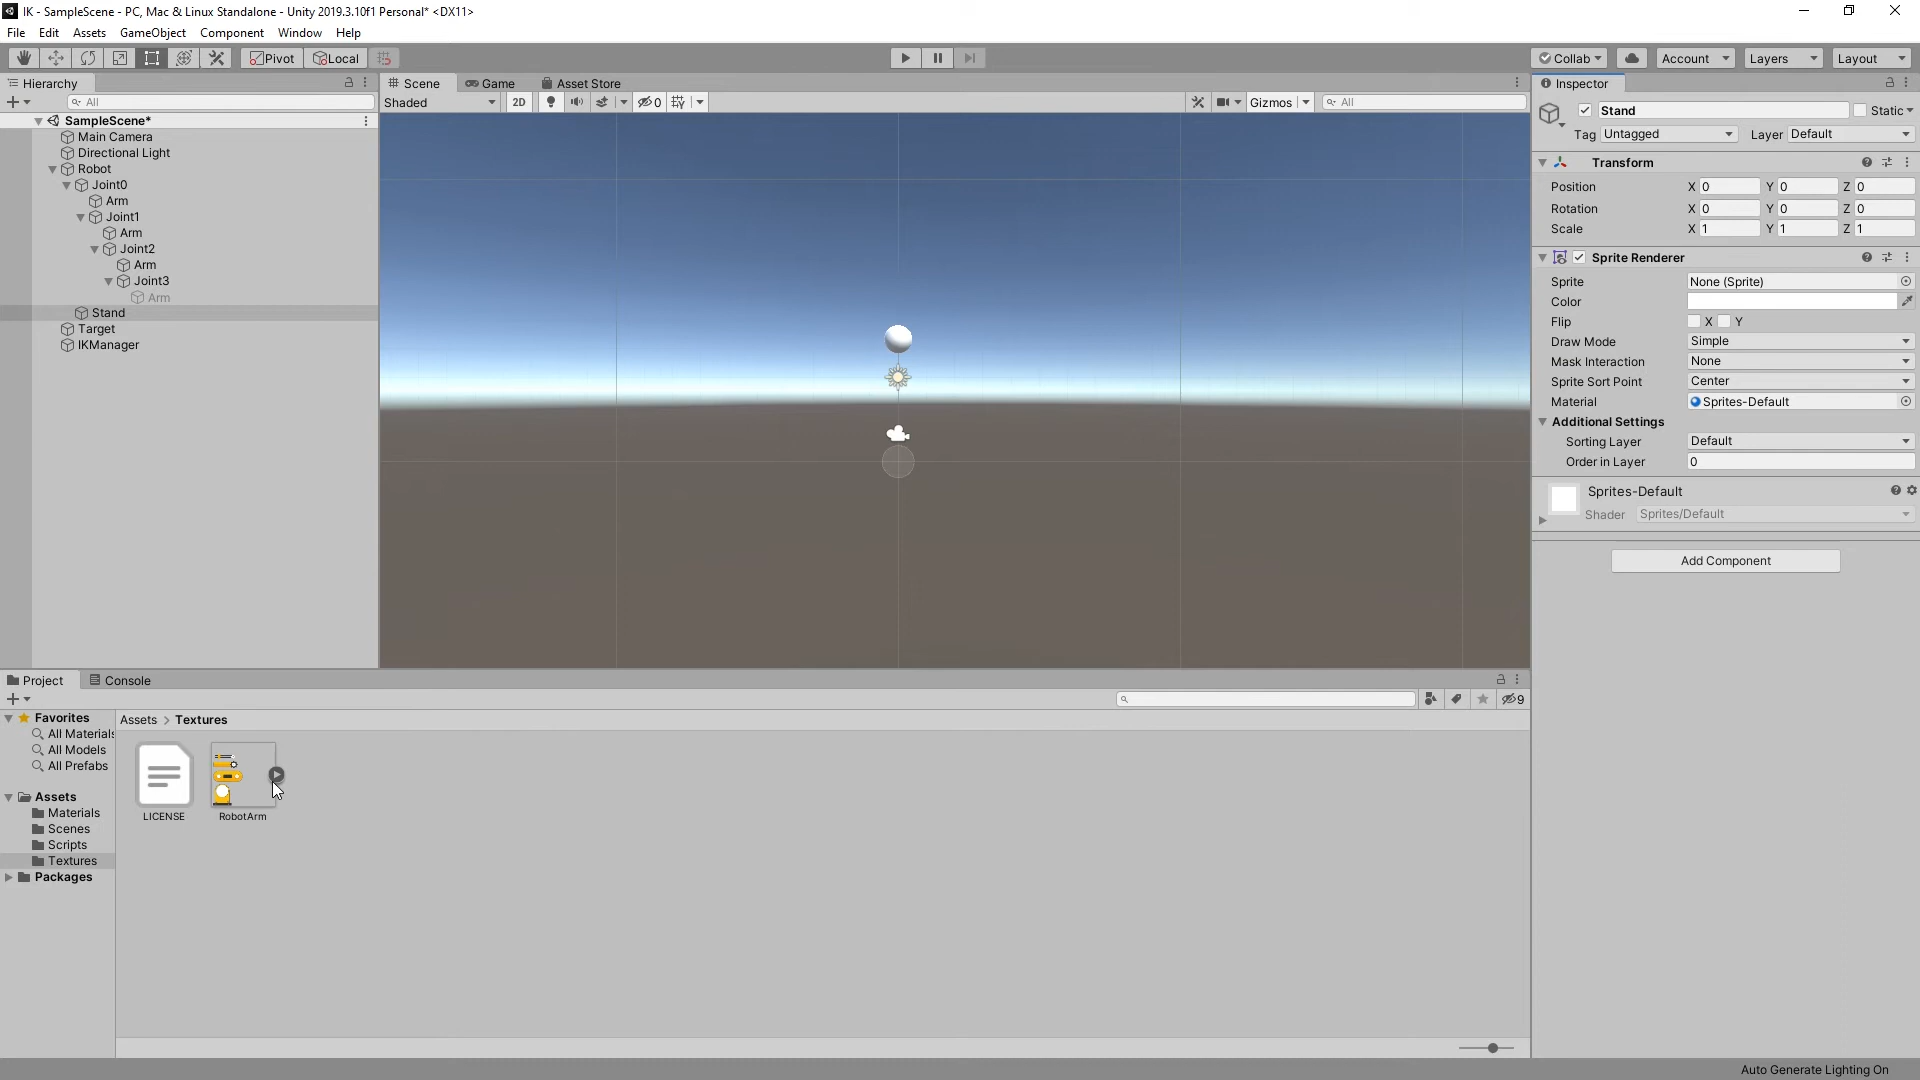 IK - SampleScene - PC, Mac & Linux Standalone - Unity 2019.3.10f1 Personal* <DX11>
File Edit Assets GameObject Component Window Help
Pivot Local Collab Account Layers Layout
Hierarchy
All
SampleScene*
Main Camera
Directional Light
Robot
Joint0
Arm
Joint1
Arm
Joint2
Arm
Joint3
Arm
Stand
Target
IKManager
Scene Game Asset Store
Shaded 2D 0 Gizmos All
Inspector
Stand Static
Tag Untagged Layer Default
Transform
Position X 0 Y 0 Z 0
Rotation X 0 Y 0 Z 0
Scale X 1 Y 1 Z 1
Sprite Renderer
Sprite None (Sprite)
Color
Flip X Y
Draw Mode Simple
Mask Interaction None
Sprite Sort Point Center
Material Sprites-Default
Additional Settings
Sorting Layer Default
Order in Layer 0
Sprites-Default
Shader Sprites/Default
Add Component
Project Console
9
Favorites
All Materials
All Models
All Prefabs
Assets
Materials
Scenes
Scripts
Textures
Packages
Assets > Textures
LICENSE RobotArm
Auto Generate Lighting On